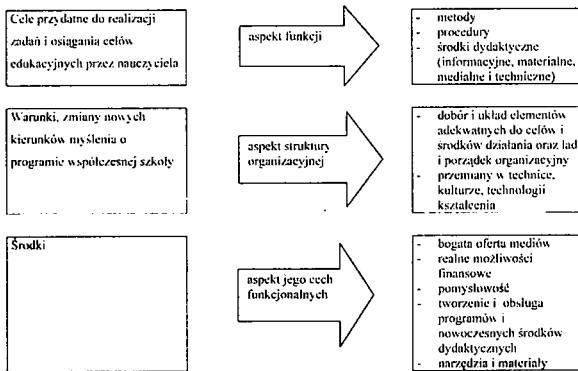 Cele przydatne do realizacji
zadań i osiągania celów
edukacyjnych przez nauczyciela
aspekt funkcji
- metody
- procedury
- środki dydaktyczne
(informacyjne, materialne,
medialne i techniczne)
Warunki, zmiany nowych
kierunków myślenia o
programie współczesnej szkoły
aspekt struktury
organizacyjnej
- dobór i układ elementów
adekwatnych do celów i
środków działania oraz ład
i porządek organizacyjny
- przemiany w technice,
kulturze, technologii
kształcenia
Środki
aspekt jego cech
funkcjonalnych
- bogata oferta mediów
- realne możliwości
finansowe
- pomysłowość
- tworzenie i obsługa
programów i
nowoczesnych środków
dydaktycznych
- narzędzia i materiały